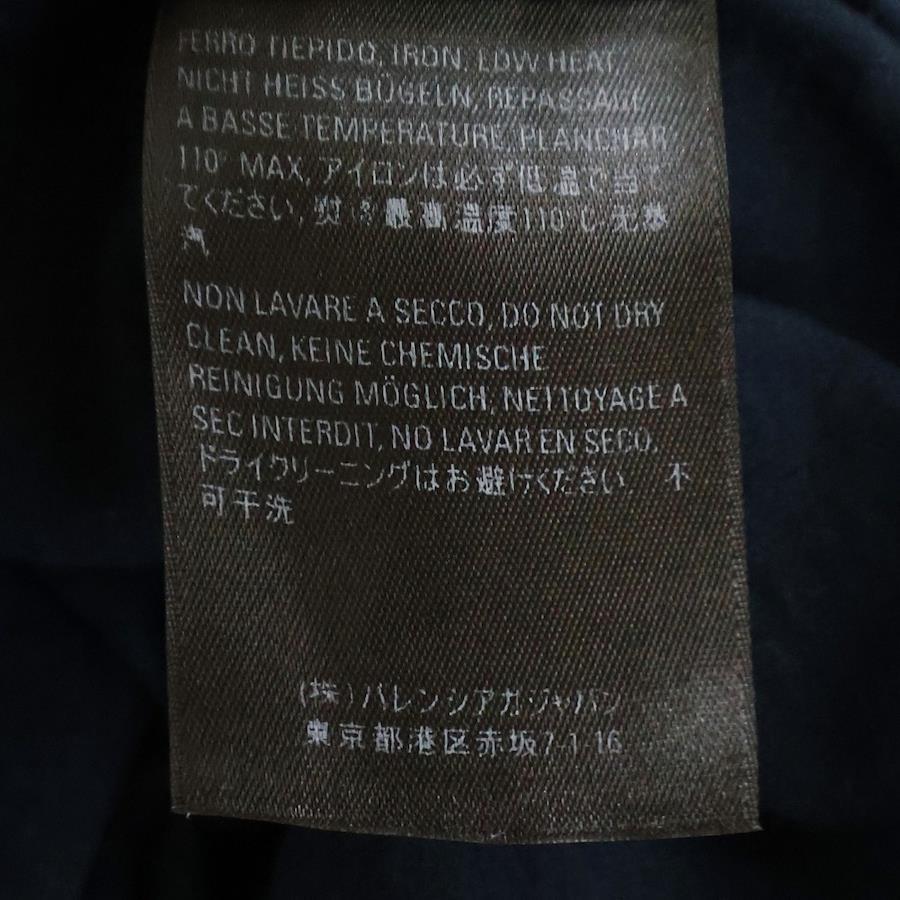 FERRO TIEPIDO, IRON, LOW HEAT
NICHT HEISS BÜGELN, REPASSAGE
A BASSE TEMPERATURE, PLANCHAR
110° MAX, アイロンは必ず低温で当
てください, 熨 最高温度110°C 无蒸
汽
NON LAVARE A SECCO, DO NOT DRY
CLEAN, KEINE CHEMISCHE
REINIGUNG MÖGLICH, NETTOYAGE A
SEC INTERDIT, NO LAVAR EN SECO,
ドライクリーニングはお避けください. 不
可干洗
(株)バレンシアガジャパン
東京都港区赤坂7-1-16